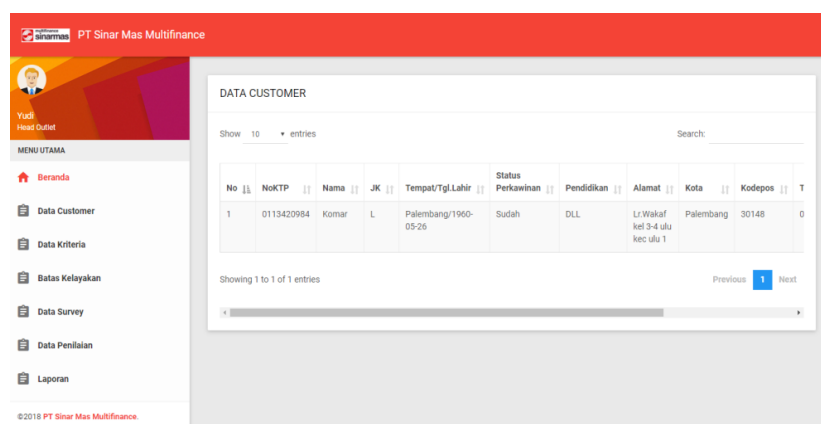 multifinance
sinarmas PT Sinar Mas Multifinance
Yudi
Head Outlet
MENU UTAMA
Beranda
Data Customer
Data Kriteria
Batas Kelayakan
Data Survey
Data Penilaian
Laporan
©2018 PT Sinar Mas Multifinance.
DATA CUSTOMER
Show 10 entries Search:
No NoKTP Nama JK Tempat/Tgl.Lahir Status Perkawinan Pendidikan Alamat Kota Kodepos T
1 0113420984 Komar L Palembang/1960-05-26 Sudah DLL Lr.Wakaf kel 3-4 ulu kec ulu 1 Palembang 30148 0
Showing 1 to 1 of 1 entries Previous 1 Next